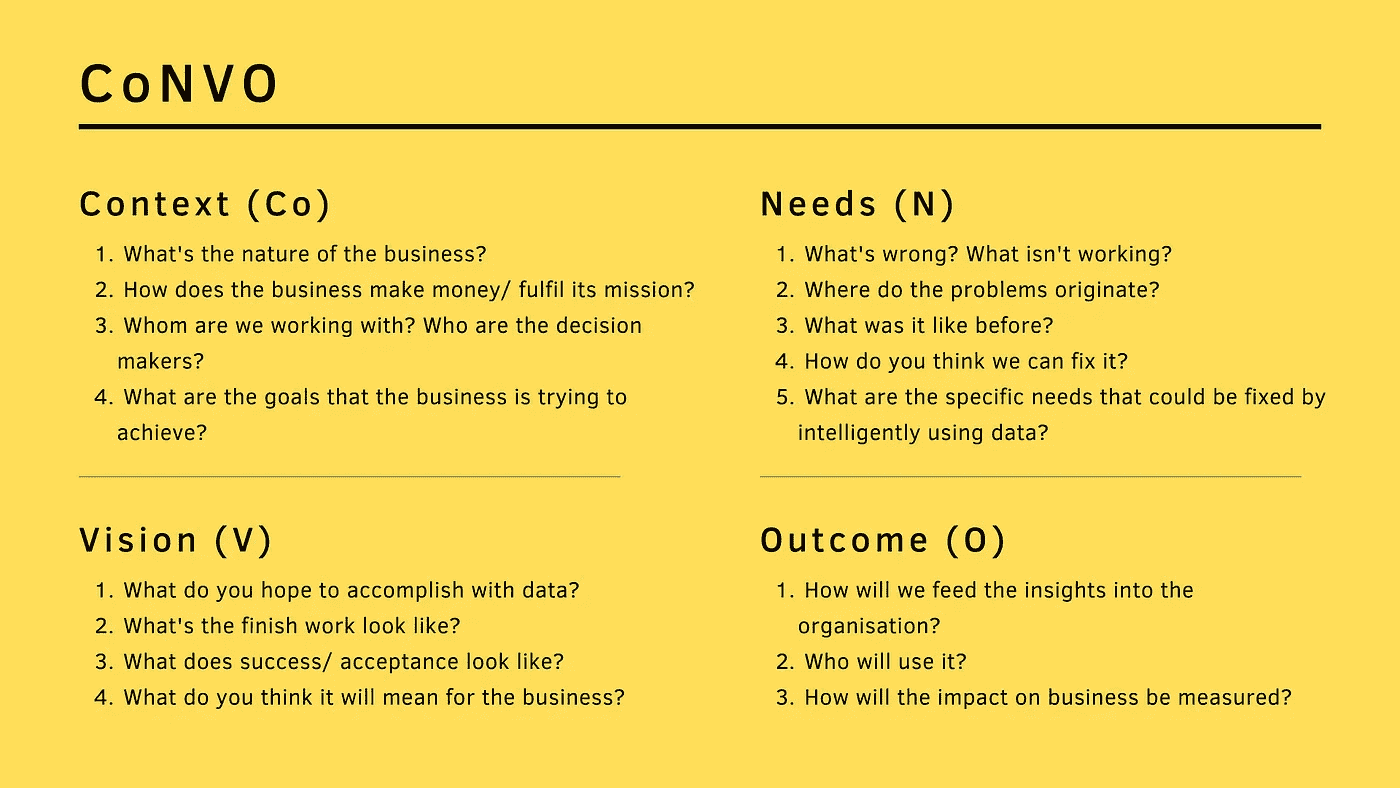 CoNVO
Context (Co)
1. What's the nature of the business?
2. How does the business make money/ fulfil its mission?
3. Whom are we working with? Who are the decision
makers?
4. What are the goals that the business is trying to
achieve?
Needs (N)
1. What's wrong? What isn't working?
2. Where do the problems originate?
3. What was it like before?
4. How do you think we can fix it?
5. What are the specific needs that could be fixed by
intelligently using data?
Vision (V)
1. What do you hope to accomplish with data?
2. What's the finish work look like?
3. What does success/ acceptance look like?
4. What do you think it will mean for the business?
Outcome (O)
1. How will we feed the insights into the
organisation?
2. Who will use it?
3. How will the impact on business be measured?